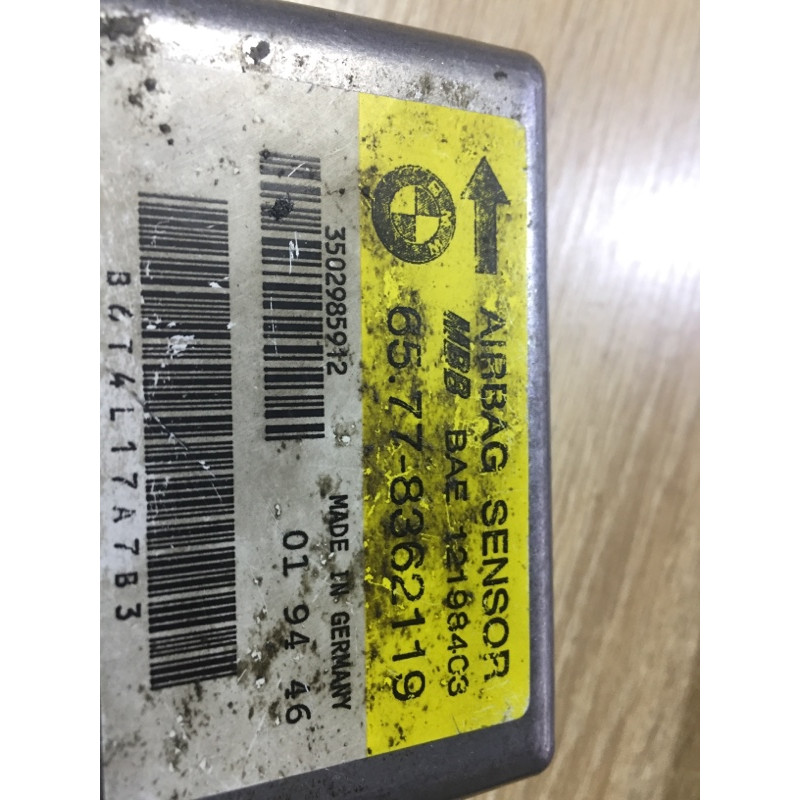 AIRBAG SENSOR
MBB BAE 121984C3
65.77-8362119
MADE IN GERMANY
3502985912
01 94 46
B6T4L17A7B3